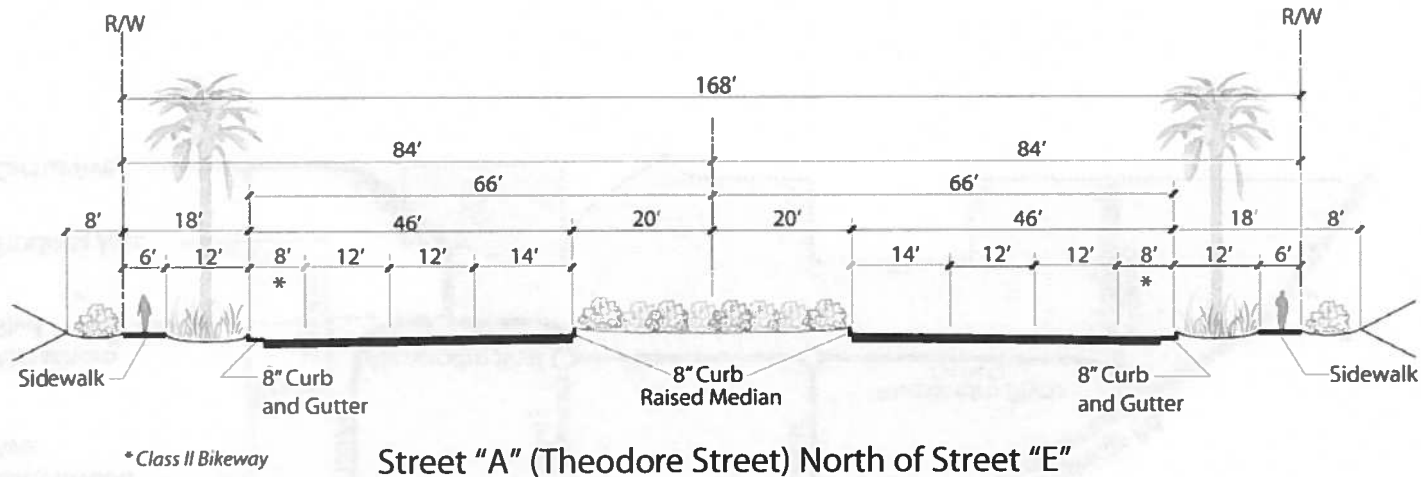 R/W R/W
168'
84' 84'
66' 66'
8' 18' 46' 20' 20' 46' 18' 8'
6' 12' 8' 12' 12' 14' 14' 12' 12' 8' 12' 6'
* *
Sidewalk
8" Curb
and Gutter
8" Curb
Raised Median
8" Curb
and Gutter
Sidewalk
* Class II Bikeway
Street "A" (Theodore Street) North of Street "E"